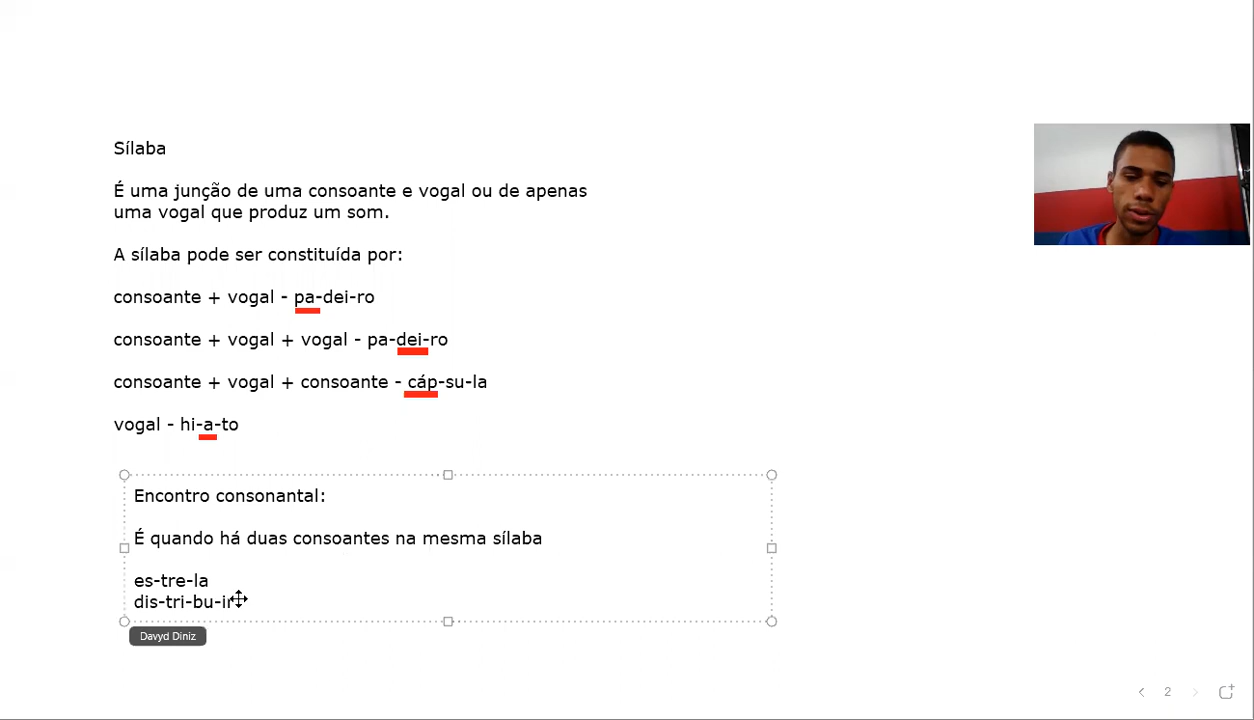 Sílaba
É uma junção de uma consoante e vogal ou de apenas
uma vogal que produz um som.
A sílaba pode ser constituída por:
consoante + vogal - pa-dei-ro
consoante + vogal + vogal - pa-dei-ro
consoante + vogal + consoante - cáp-su-la
vogal - hi-a-to
Encontro consonantal:
É quando há duas consoantes na mesma sílaba
es-tre-la
dis-tri-bu-ir
Davyd Diniz
2